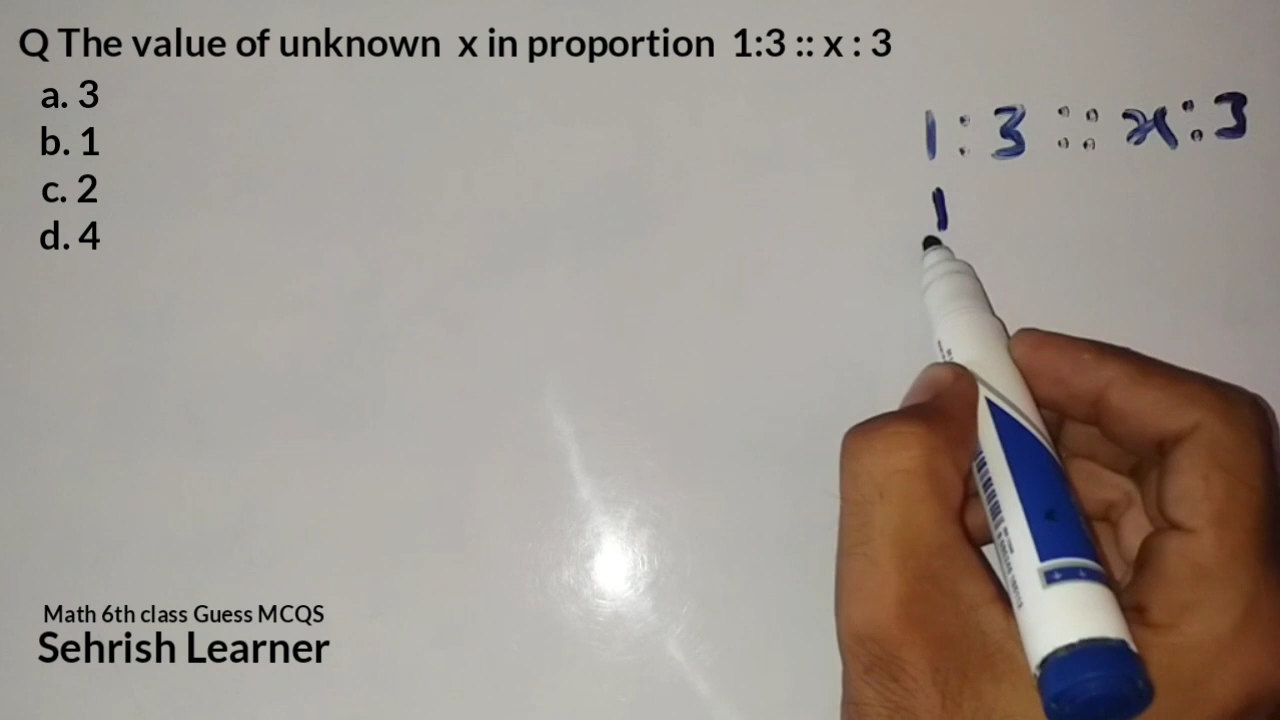 Q The value of unknown x in proportion 1:3 :: x : 3
a. 3
b. 1
c. 2
d. 4
1 : 3 :: x : 3
1
Math 6th class Guess MCQS
Sehrish Learner